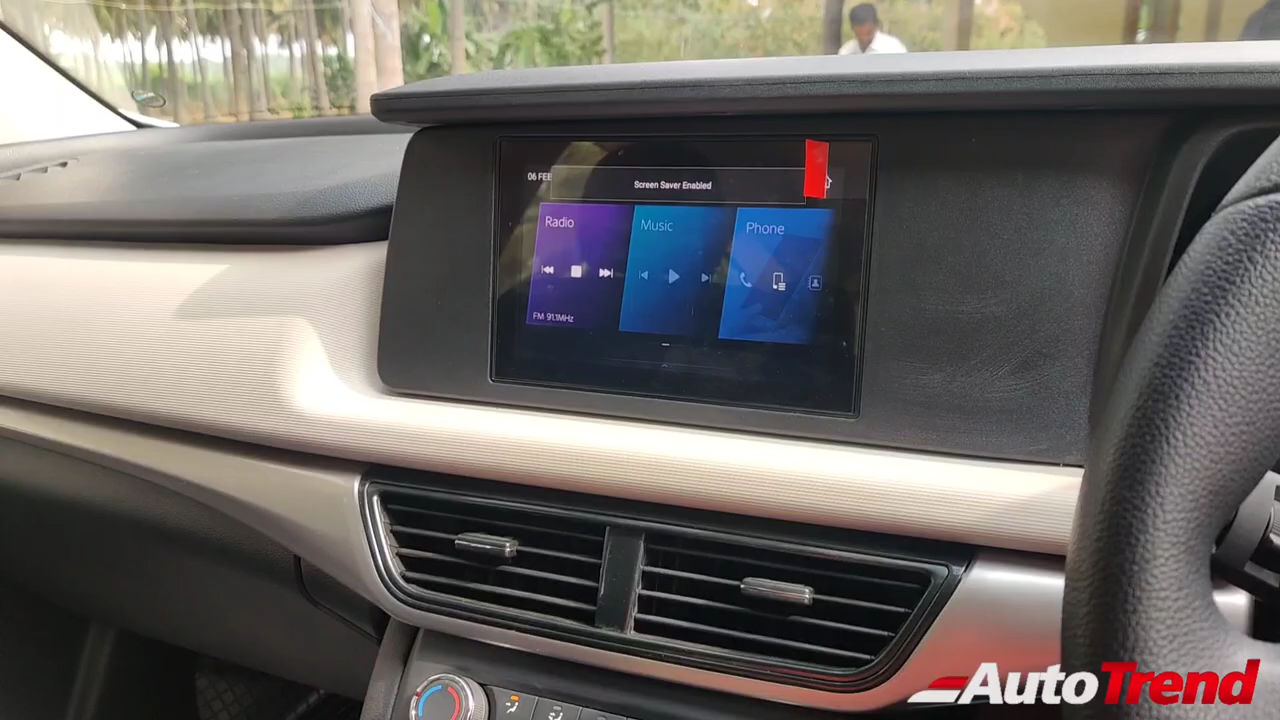 06 FEB
Screen Saver Enabled
Radio
Music
Phone
FM 91.1MHz
AutoTrend